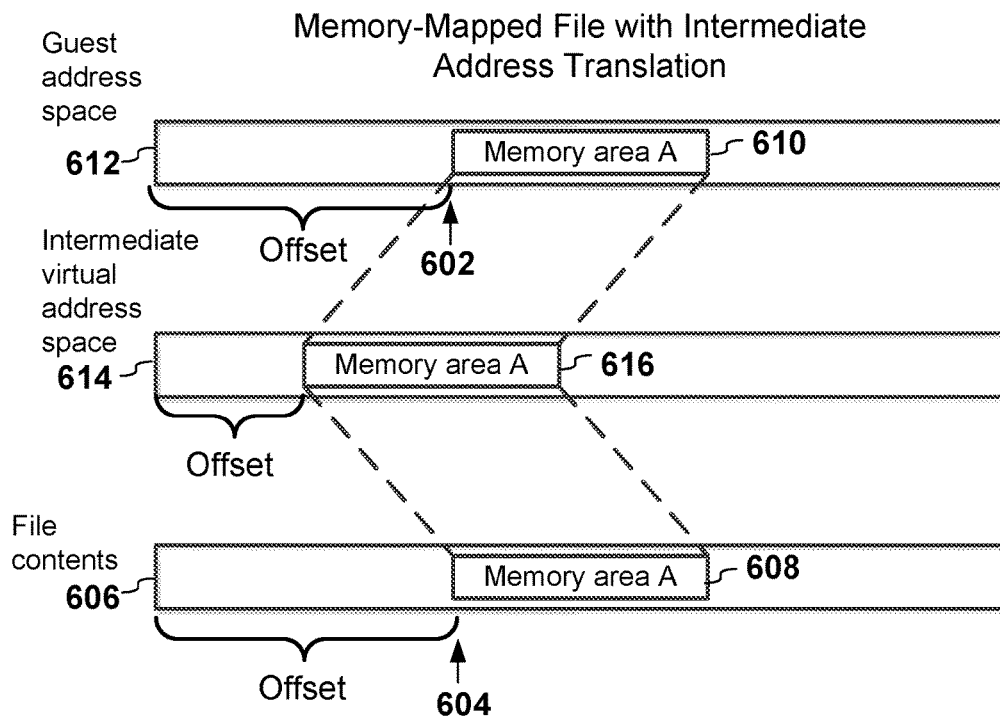 Memory-Mapped File with Intermediate
Address Translation
Guest
address
space
612
Memory area A
610
Offset
602
Intermediate
virtual
address
space
614
Memory area A
616
Offset
File
contents
606
Memory area A
608
Offset
604